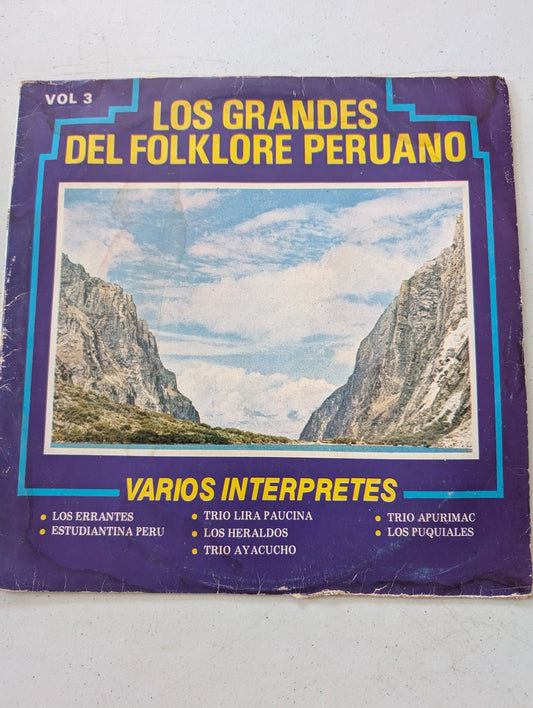 VOL 3
LOS GRANDES
DEL FOLKLORE PERUANO
VARIOS INTERPRETES
LOS ERRANTES
ESTUDIANTINA PERU
TRIO LIRA PAUCINA
LOS HERALDOS
TRIO AYACUCHO
TRIO APURIMAC
LOS PUQUIALES